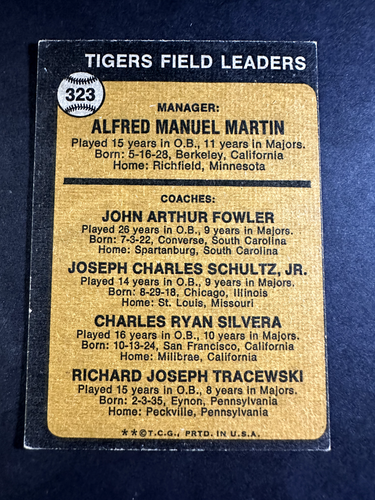 TIGERS FIELD LEADERS
323
MANAGER:
ALFRED MANUEL MARTIN
Played 15 years in O.B., 11 years in Majors.
Born: 5-16-28, Berkeley, California
Home: Richfield, Minnesota
COACHES:
JOHN ARTHUR FOWLER
Played 26 years in O.B., 9 years in Majors.
Born: 7-3-22, Converse, South Carolina
Home: Spartanburg, South Carolina
JOSEPH CHARLES SCHULTZ, JR.
Played 14 years in O.B., 9 years in Majors.
Born: 8-29-18, Chicago, Illinois
Home: St. Louis, Missouri
CHARLES RYAN SILVERA
Played 16 years in O.B., 10 years in Majors.
Born: 10-13-24, San Francisco, California
Home: Millibrae, California
RICHARD JOSEPH TRACEWSKI
Played 15 years in O.B., 8 years in Majors.
Born: 2-3-35, Eynon, Pennsylvania
Home: Peckville, Pennsylvania
**©T.C.G., PRTD. IN U.S.A.